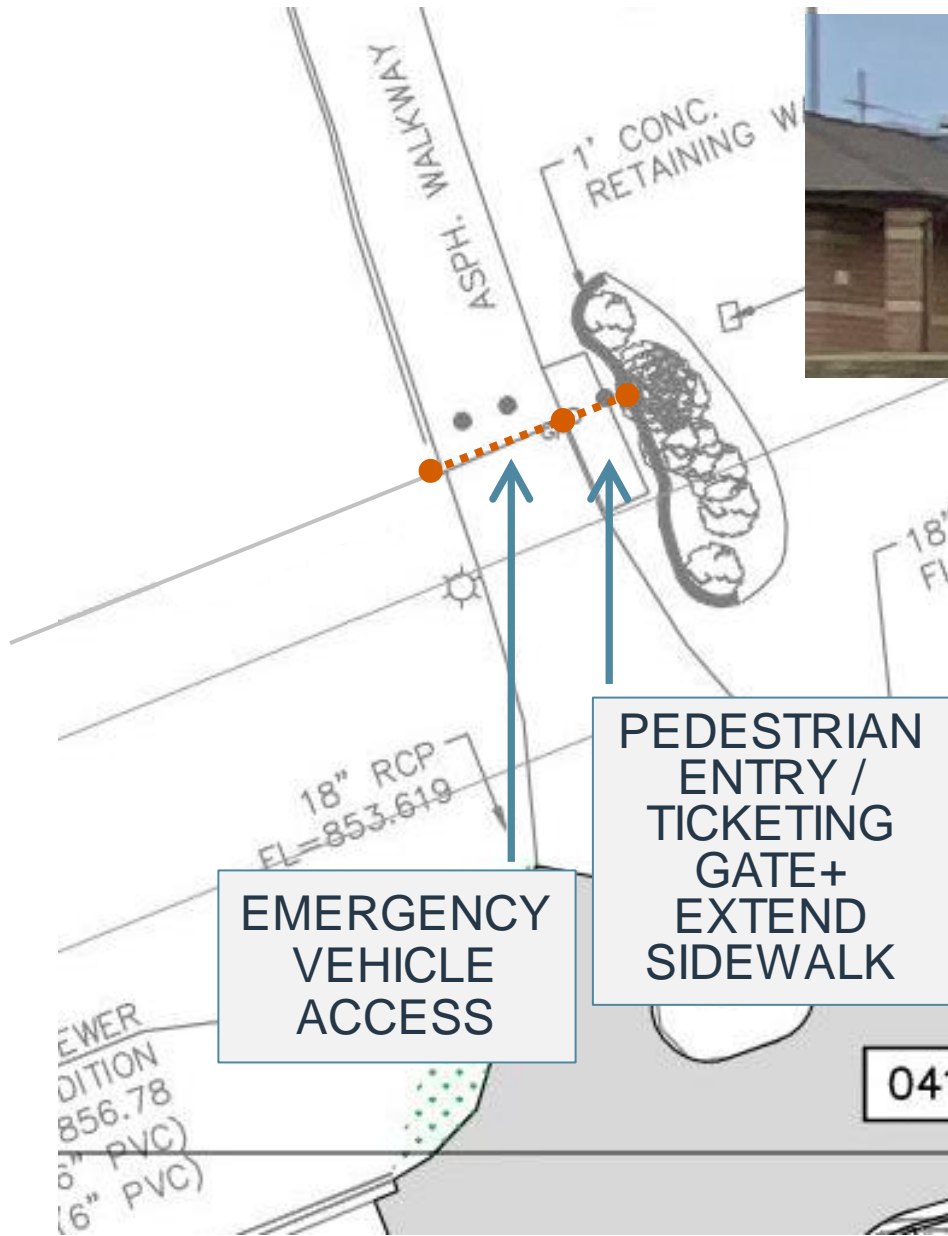 ASPH. WALKWAY
1' CONC.
RETAINING
18"
18" RCP
FL=853.619
PEDESTRIAN
ENTRY /
TICKETING
GATE+
EXTEND
SIDEWALK
EMERGENCY
VEHICLE
ACCESS
EWER
DITION
856.78
6" PVC)
(6" PVC)
04